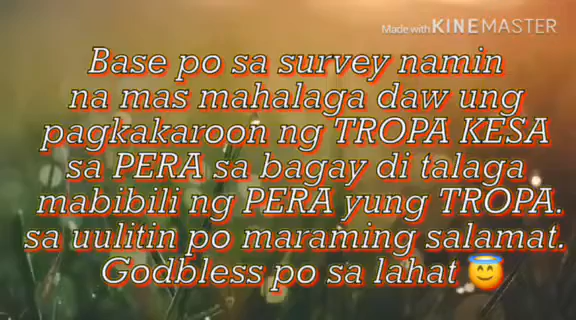 Made with KINEMASTER
Base po sa survey namin
na mas mahalaga daw ung
pagkakaroon ng TROPA KESA
sa PERA sa bagay di talaga
mabibili ng PERA yung TROPA.
sa uulitin po maraming salamat.
Godbless po sa lahat 😇